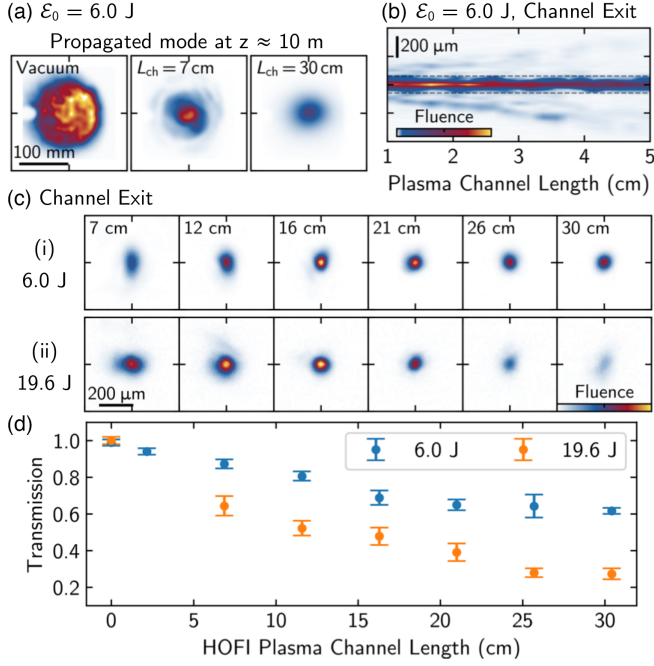 (a) ℰ₀ = 6.0 J
Propagated mode at z ≈ 10 m
Vacuum
L_ch = 7 cm
L_ch = 30 cm
100 mm
(b) ℰ₀ = 6.0 J, Channel Exit
200 μm
Fluence
1 2 3 4 5
Plasma Channel Length (cm)
(c) Channel Exit
7 cm 12 cm 16 cm 21 cm 26 cm 30 cm
(i)
6.0 J
(ii)
19.6 J
200 μm
Fluence
(d)
6.0 J 19.6 J
1.0
0.8
0.6
0.4
0.2
Transmission
0 5 10 15 20 25 30
HOFI Plasma Channel Length (cm)